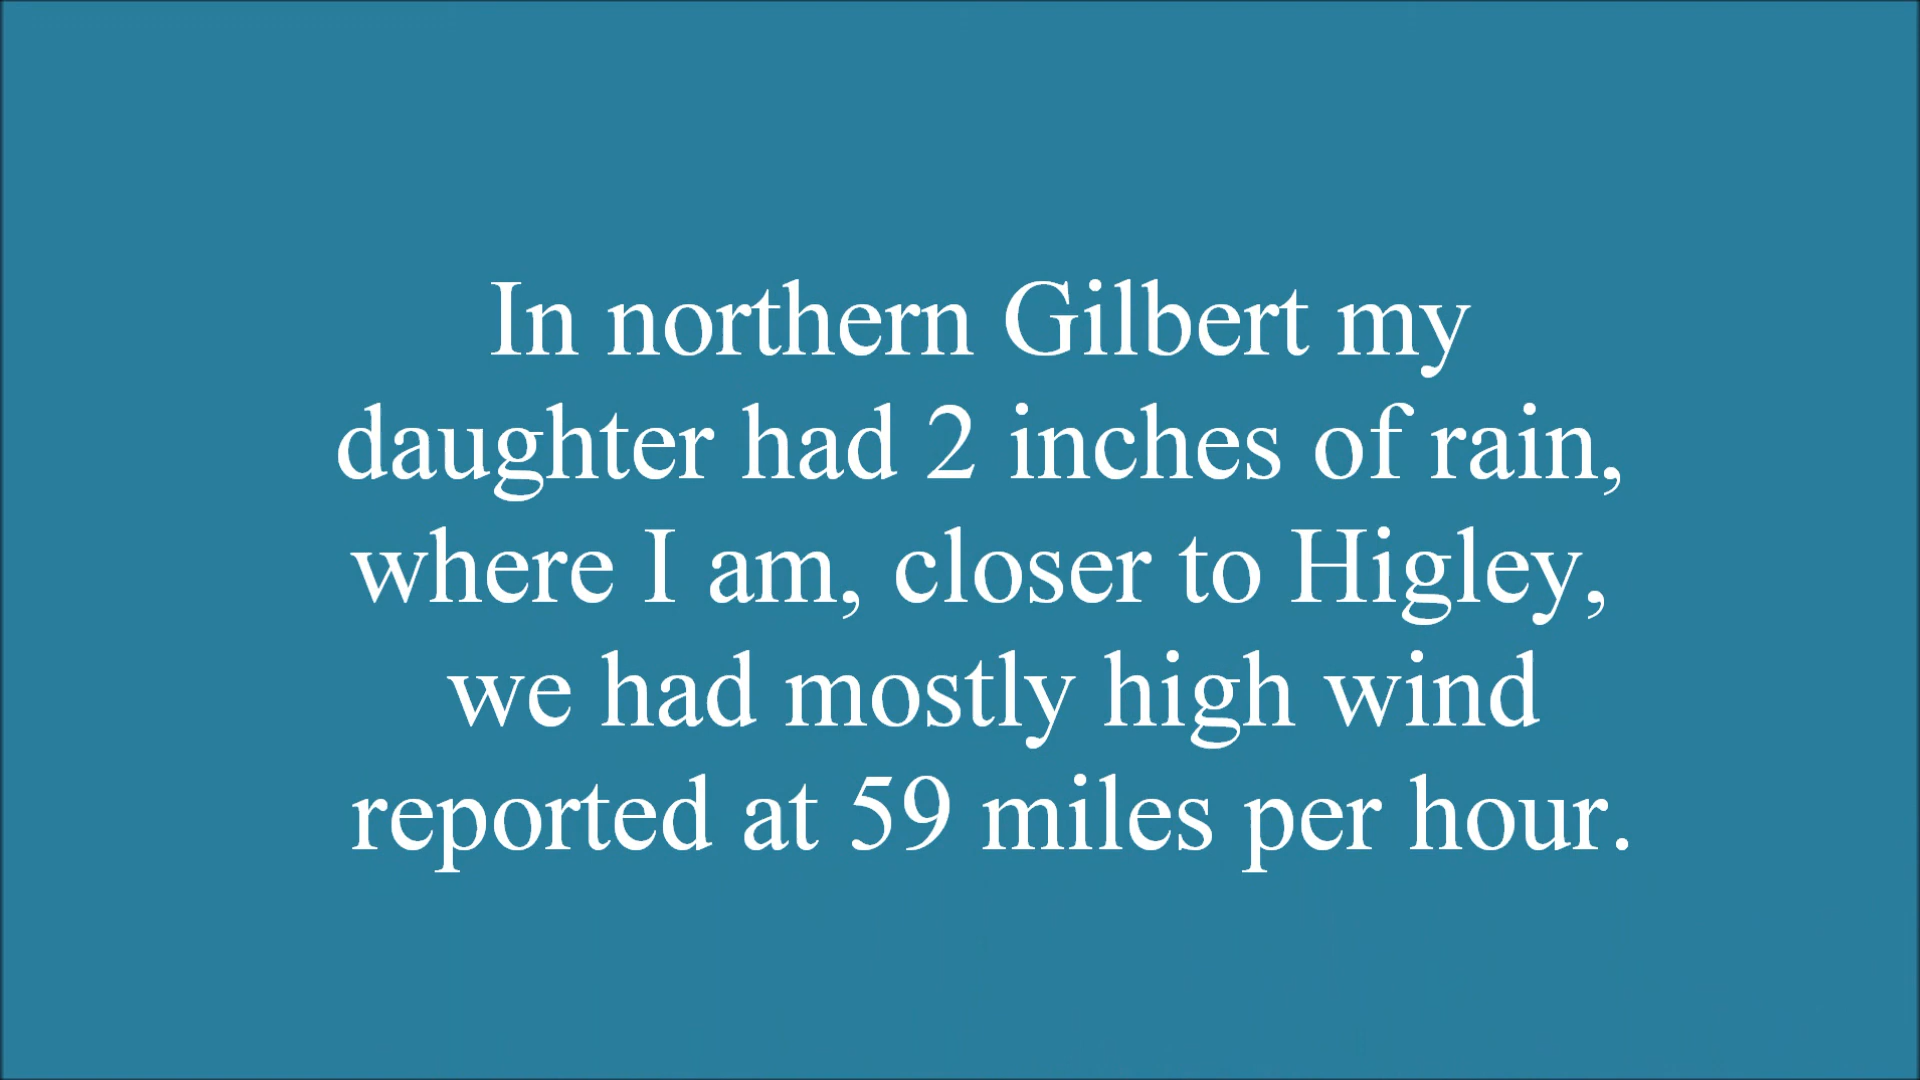 In northern Gilbert my
daughter had 2 inches of rain,
where I am, closer to Higley,
we had mostly high wind
reported at 59 miles per hour.